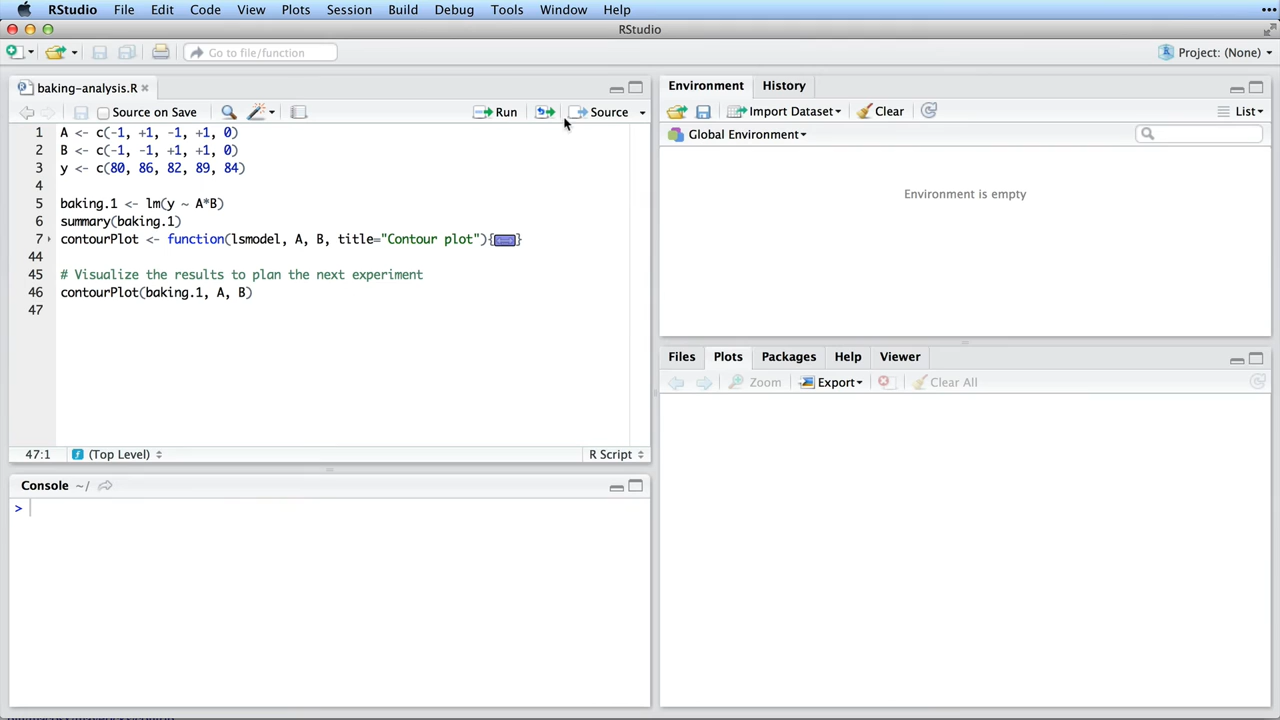 RStudio File Edit Code View Plots Session Build Debug Tools Window Help
RStudio
Go to file/function
Project: (None)
baking-analysis.R
Source on Save
Run
Source
1 A <- c(-1, +1, -1, +1, 0)
2 B <- c(-1, -1, +1, +1, 0)
3 y <- c(80, 86, 82, 89, 84)
4
5 baking.1 <- lm(y ~ A*B)
6 summary(baking.1)
7 contourPlot <- function(lsmodel, A, B, title="Contour plot"){}
44
45 # Visualize the results to plan the next experiment
46 contourPlot(baking.1, A, B)
47
47:1 (Top Level) R Script
Console ~/
>
Environment History
Import Dataset Clear List
Global Environment
Environment is empty
Files Plots Packages Help Viewer
Zoom Export Clear All